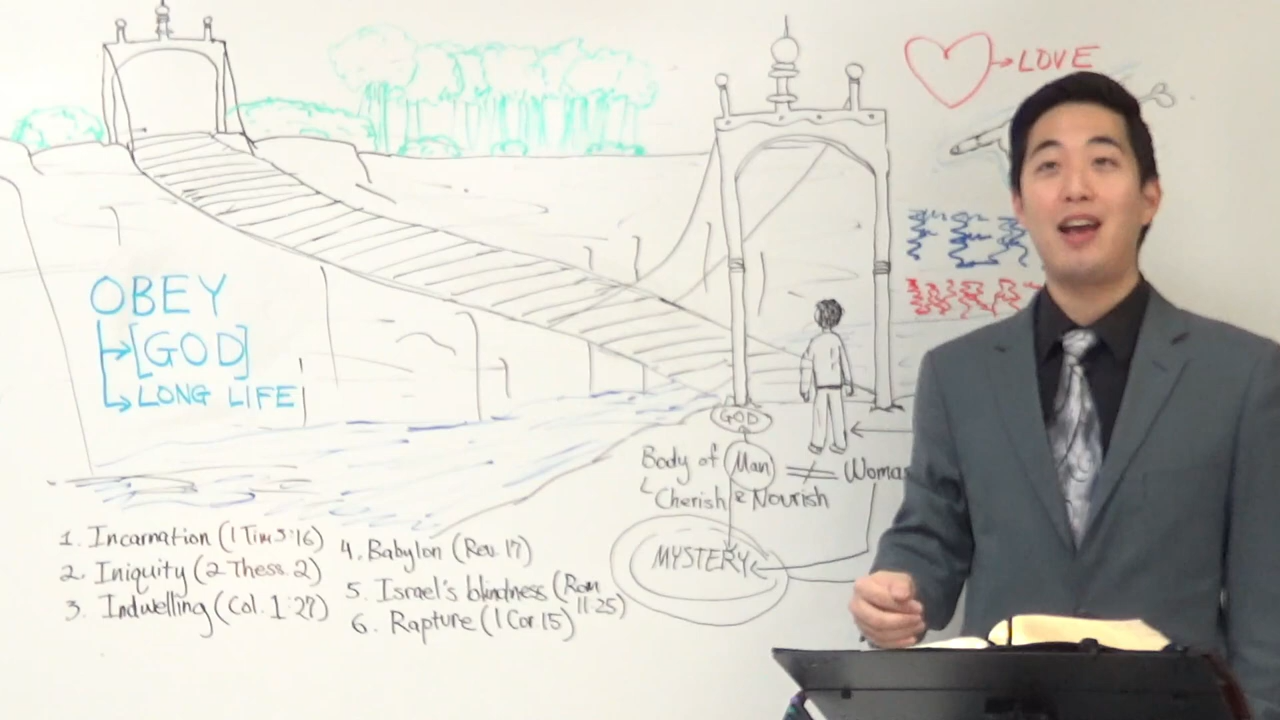 LOVE
OBEY
[GOD]
LONG LIFE
GOD
Body of Man ≠ Woman
Cherish & Nourish
MYSTERY
1. Incarnation (1 Tim 3:16)
2. Iniquity (2 Thess. 2)
3. Indwelling (Col. 1:27)
4. Babylon (Rev. 17)
5. Israel's blindness (Rom
11:25)
6. Rapture (1 Cor 15)